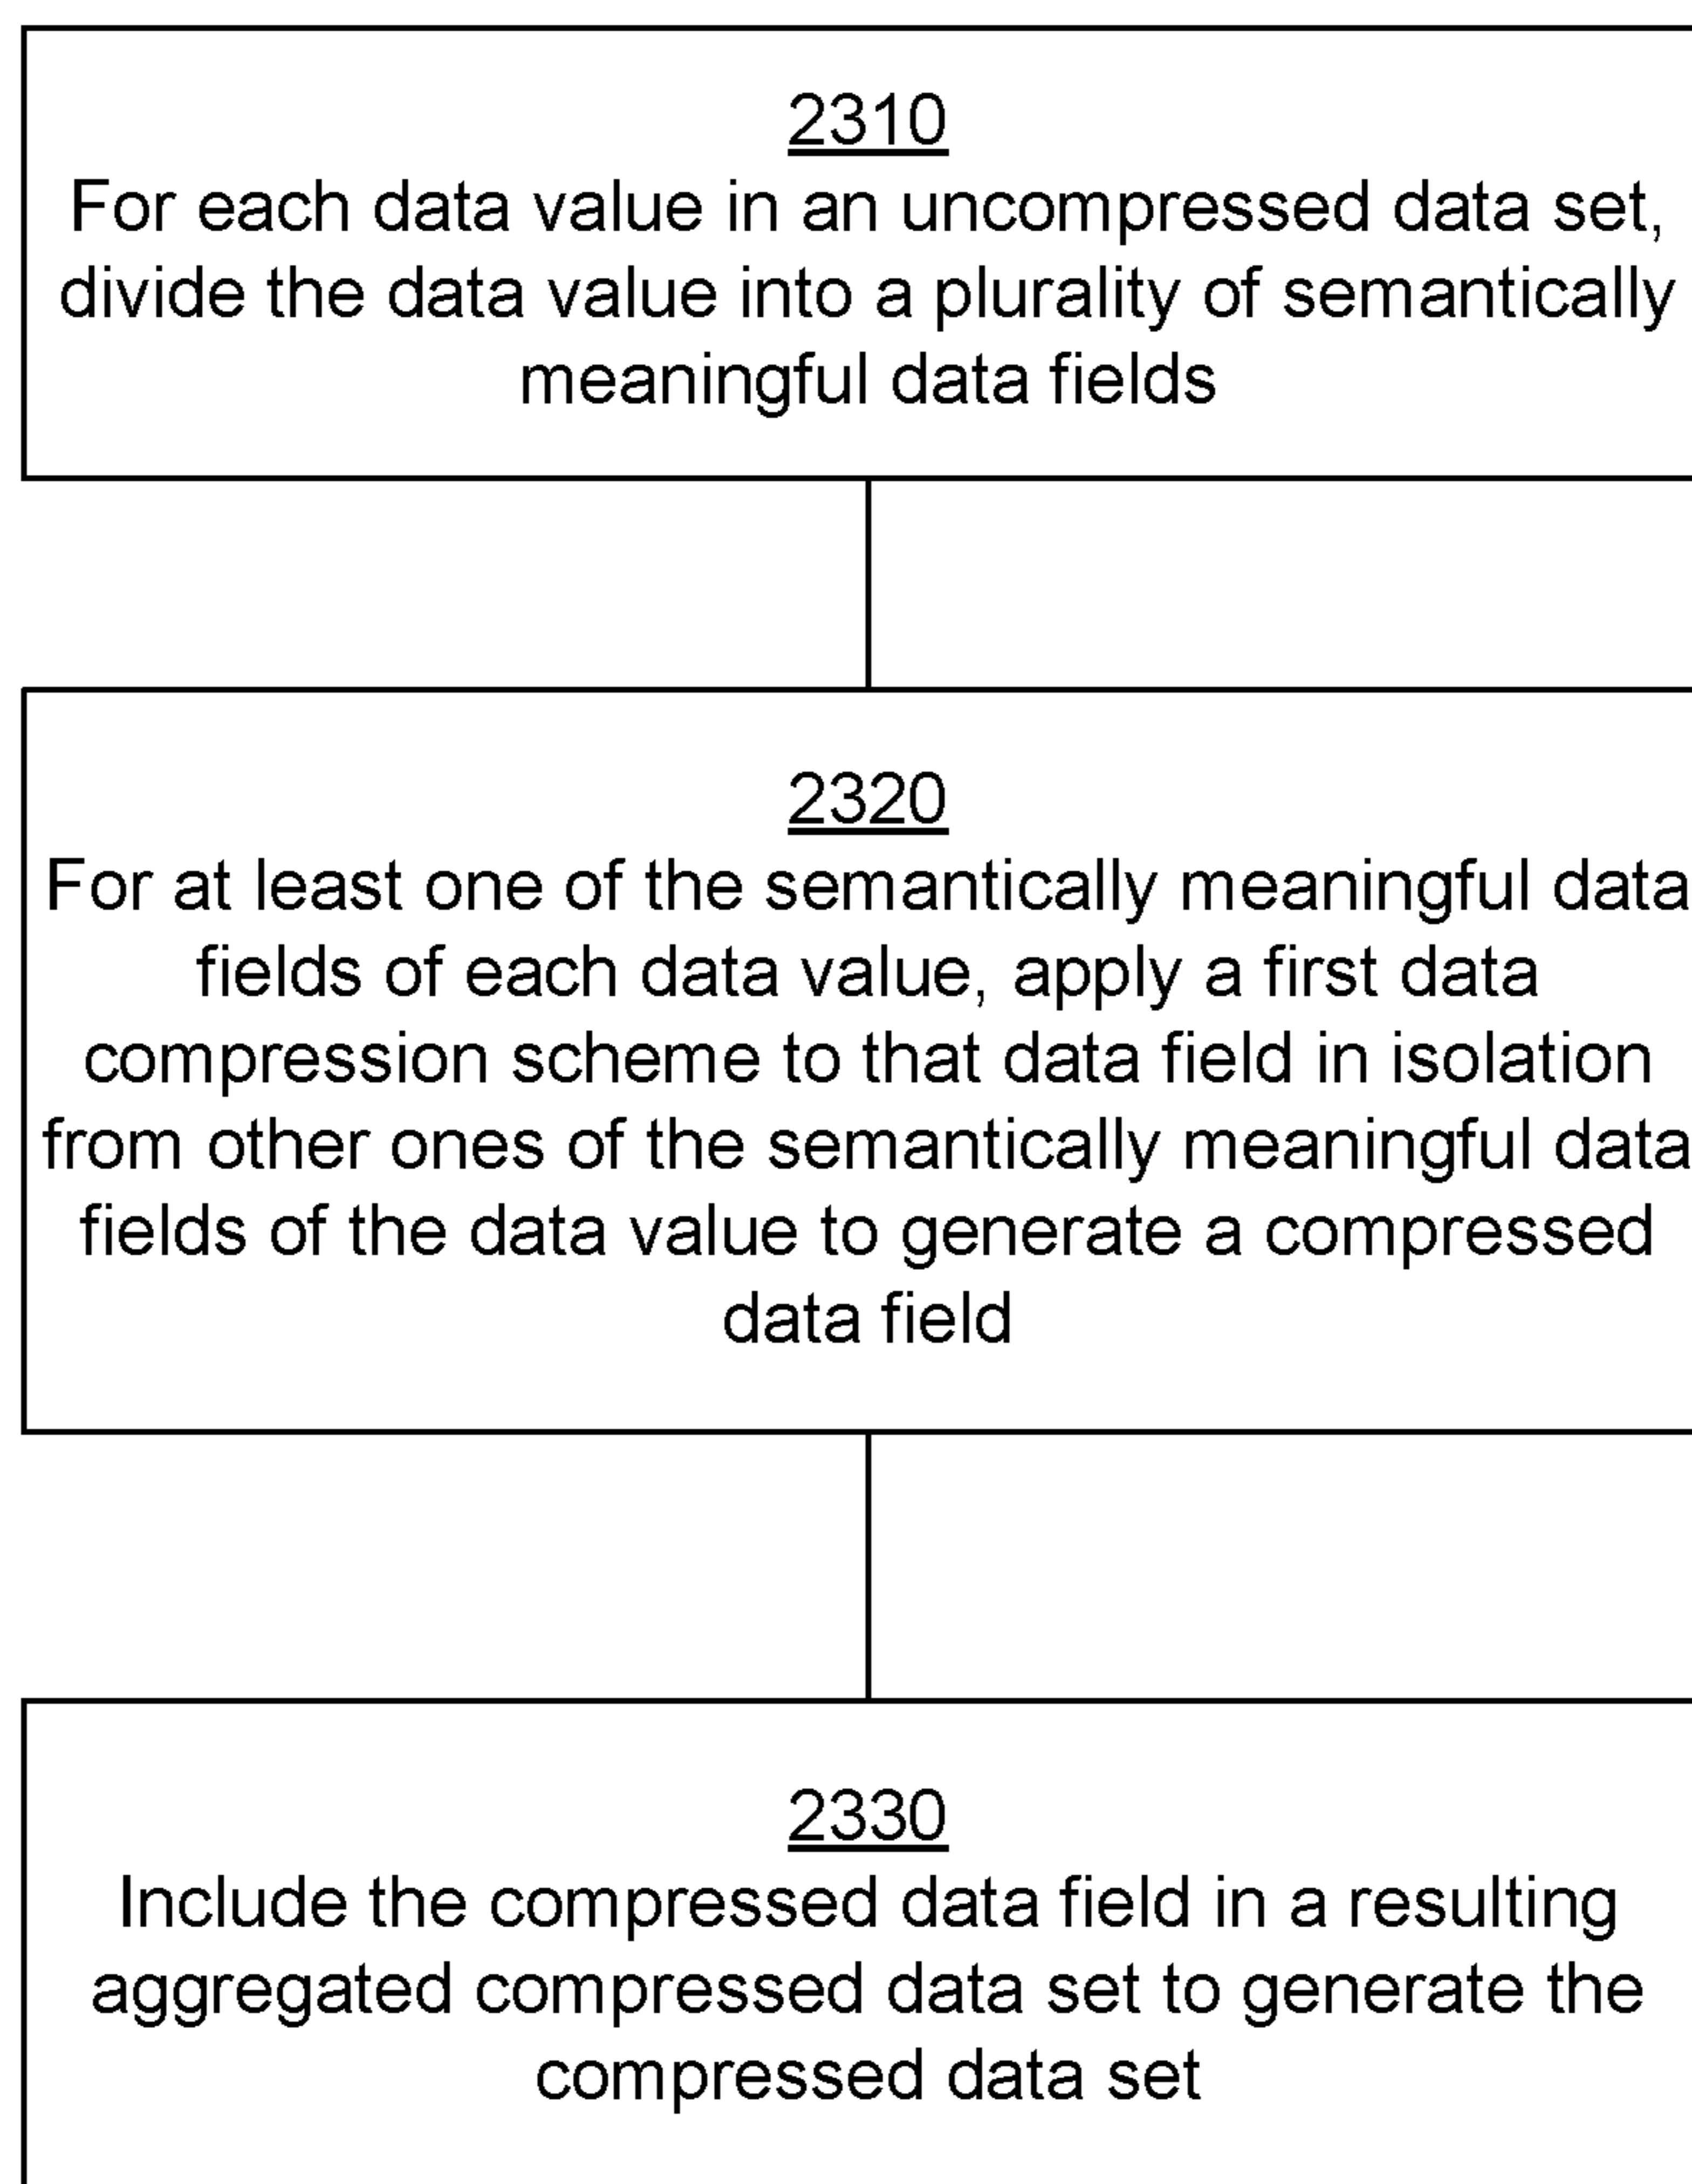 2310
For each data value in an uncompressed data set,
divide the data value into a plurality of semantically
meaningful data fields
2320
For at least one of the semantically meaningful data
fields of each data value, apply a first data
compression scheme to that data field in isolation
from other ones of the semantically meaningful data
fields of the data value to generate a compressed
data field
2330
Include the compressed data field in a resulting
aggregated compressed data set to generate the
compressed data set